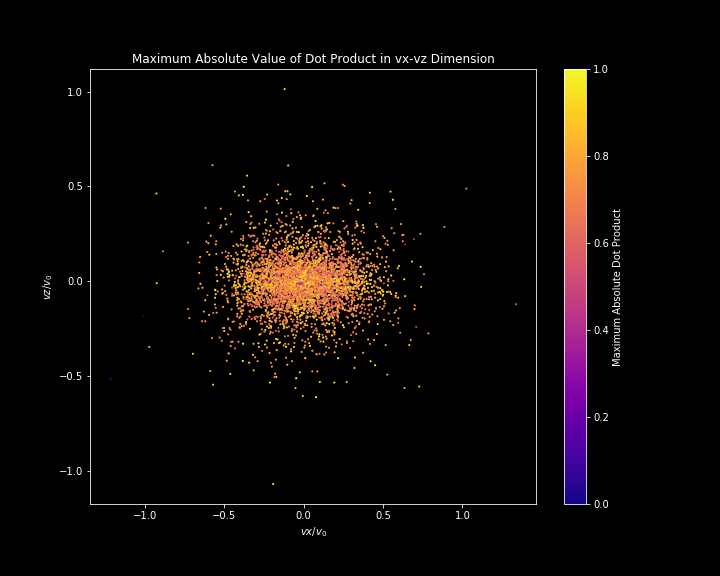 Maximum Absolute Value of Dot Product in vx-vz Dimension
1.0
0.5
0.0
−0.5
−1.0
vz/v₀
−1.0 −0.5 0.0 0.5 1.0
vx/v₀
1.0
0.8
0.6
0.4
0.2
0.0
Maximum Absolute Dot Product